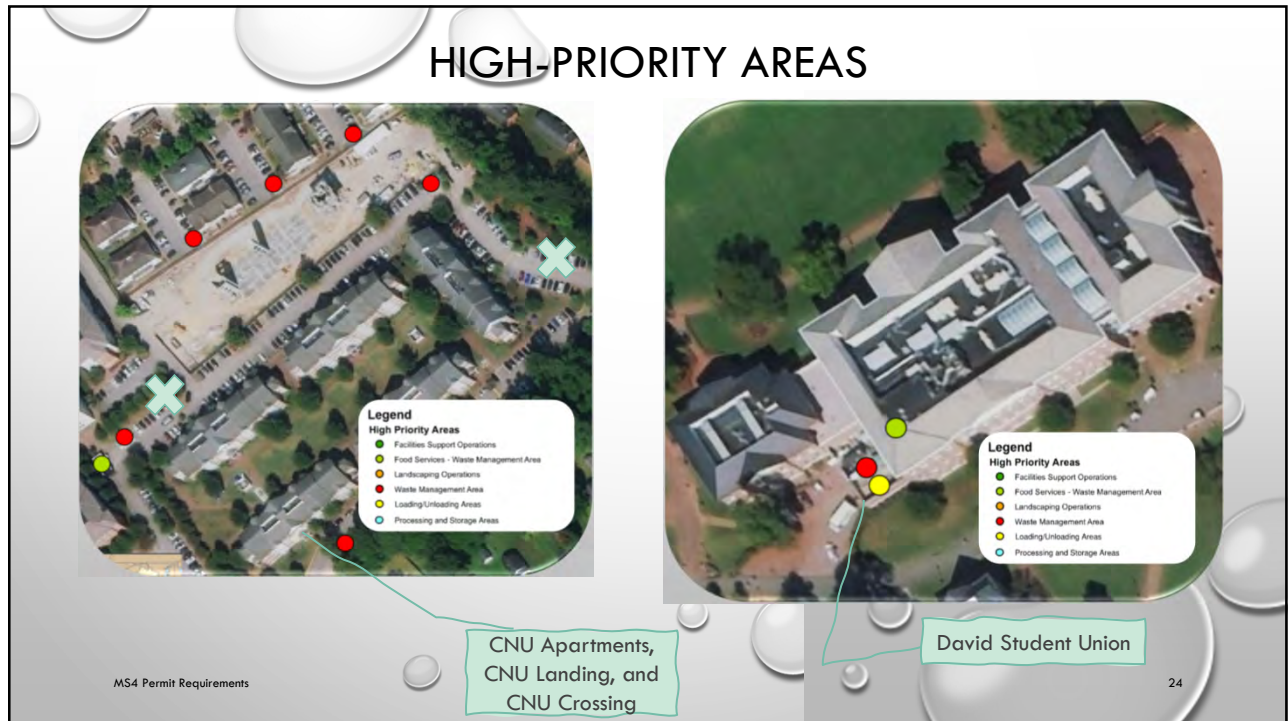 HIGH-PRIORITY AREAS
Legend
High Priority Areas
Facilities Support Operations
Food Services - Waste Management Area
Landscaping Operations
Waste Management Area
Loading/Unloading Areas
Processing and Storage Areas
Legend
High Priority Areas
Facilities Support Operations
Food Services - Waste Management Area
Landscaping Operations
Waste Management Area
Loading/Unloading Areas
Processing and Storage Areas
CNU Apartments,
CNU Landing, and
CNU Crossing
David Student Union
MS4 Permit Requirements
24